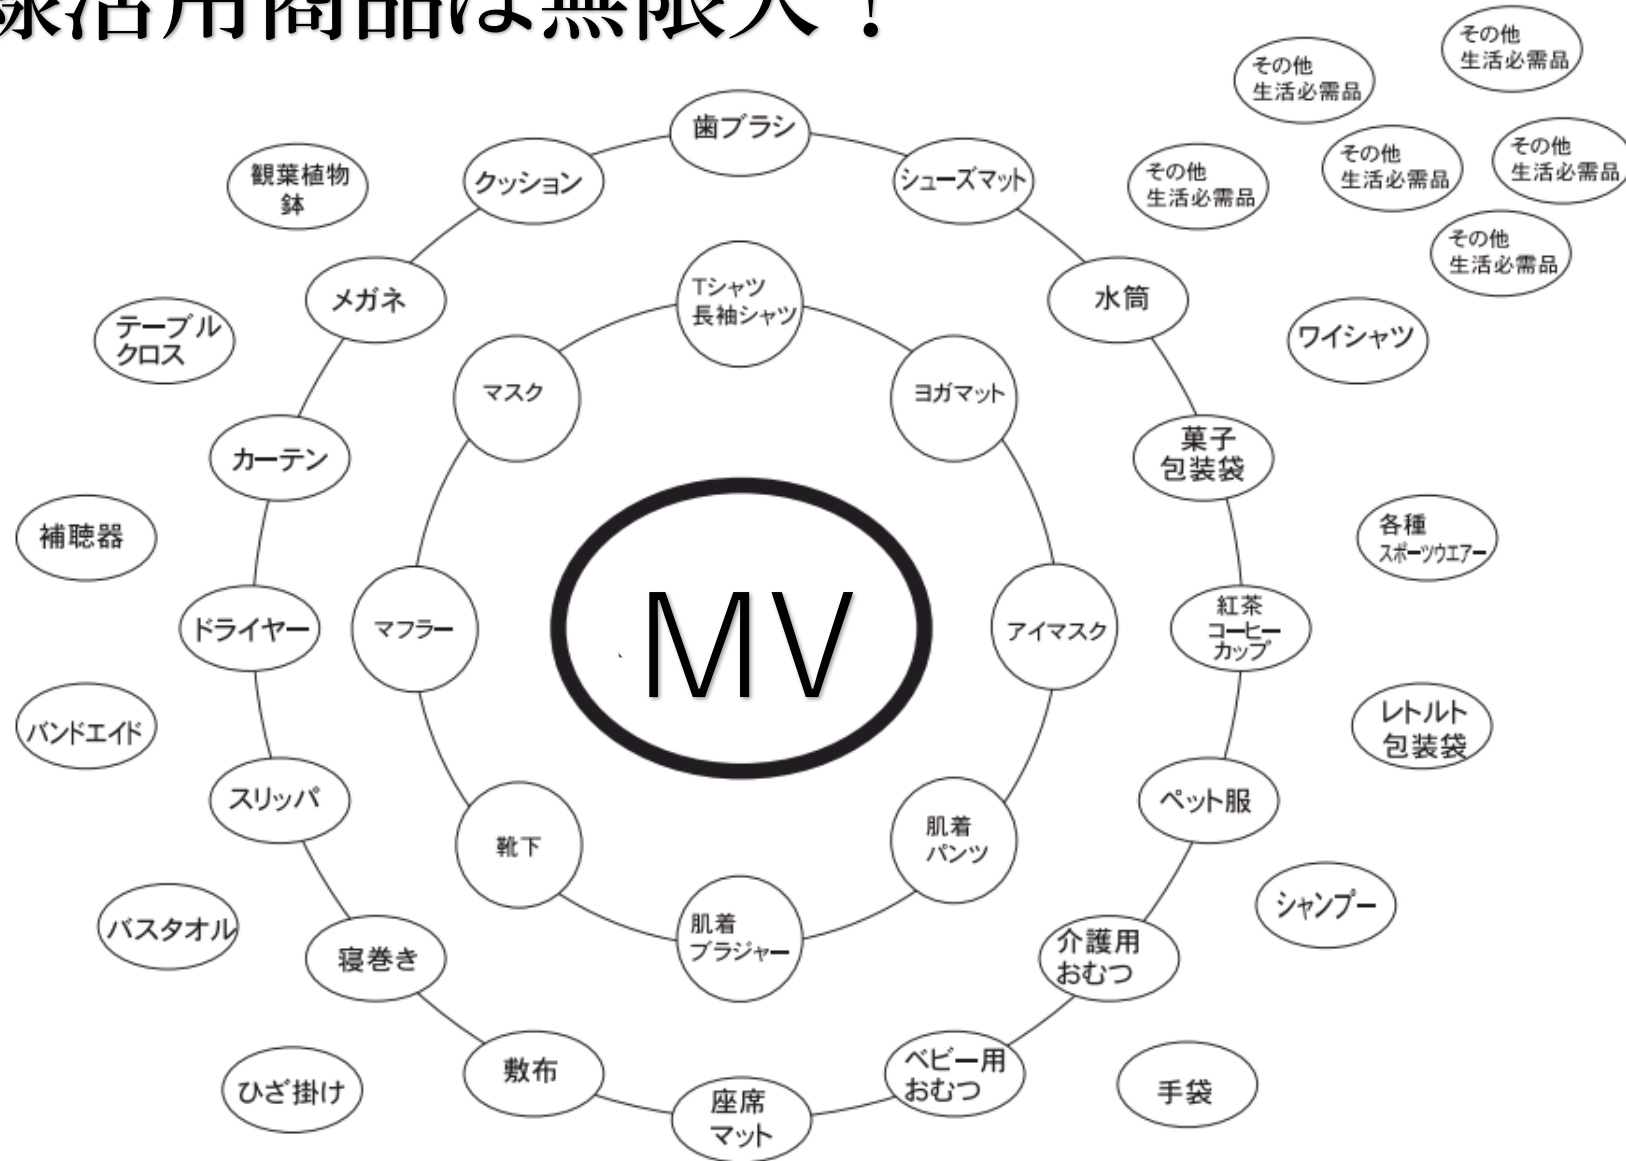 線活用商品は無限大！
その他
生活必需品
その他
生活必需品
歯ブラシ
その他
生活必需品
その他
生活必需品
観葉植物
鉢
クッション
シューズマット
その他
生活必需品
その他
生活必需品
メガネ
Tシャツ
長袖シャツ
水筒
テーブル
クロス
ワイシャツ
マスク
ヨガマット
カーテン
菓子
包装袋
補聴器
各種
スポーツウエアー
ドライヤー
マフラー
MV
アイマスク
紅茶
コーヒー
カップ
バンドエイド
レトルト
包装袋
スリッパ
ペット服
靴下
肌着
パンツ
バスタオル
シャンプー
寝巻き
肌着
ブラジャー
介護用
おむつ
ひざ掛け
敷布
座席
マット
ベビー用
おむつ
手袋